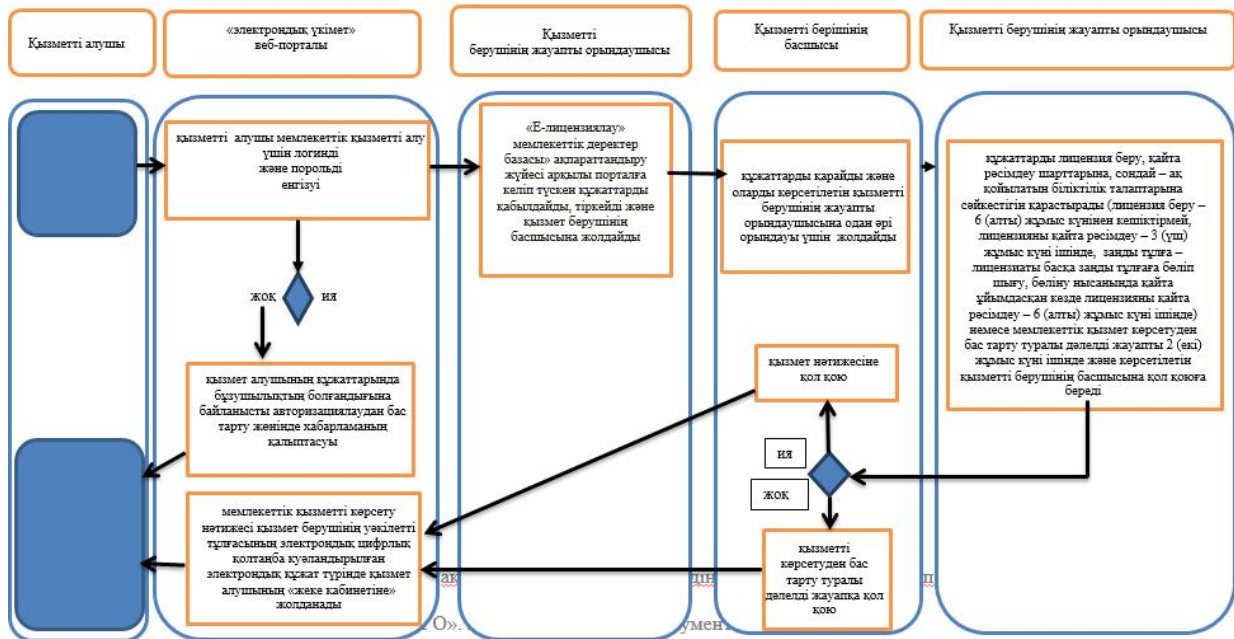 Қызметті алушы
«электрондық үкімет»
веб-порталы
Қызметті
берушінің жауапты орындаушысы
Қызметті берішінің
басшысы
Қызметті берушінің жауапты орындаушысы
қызметті алушы мемлекеттік қызметті алу
үшін логинді
және порольді
енгізуі
«Е-лицензиялау»
мемлекеттік деректер
базасы» ақпараттандыру
жүйесі арқылы порталға
келіп түскен құжаттарды
қабылдайды, тіркейді және
қызмет берушінің
басшысына жолдайды
құжаттарды қарайды және
оларды көрсетілетін қызметті
берушінің жауапты
орындаушысына одан әрі
орындауы үшін жолдайды
құжаттарды лицензия беру, қайта
рәсімдеу шарттарына, сондай – ақ
қойылатын біліктілік талаптарына
сәйкестігін қарастырады (лицензия беру –
6 (алты) жұмыс күнінен кешіктірмей,
лицензияны қайта рәсімдеу – 3 (үш)
жұмыс күні ішінде, заңды тұлға –
лицензиаты басқа заңды тұлғаға бөліп
шығу, бөліну нысанында қайта
ұйымдасқан кезде лицензияны қайта
рәсімдеу – 6 (алты) жұмыс күні ішінде)
немесе мемлекеттік қызмет көрсетуден
бас тарту туралы дәлелді жауапты 2 (екі)
жұмыс күні ішінде және көрсетілетін
қызметті берушінің басшысына қол қоюға
береді
жоқ
ия
қызмет алушының құжаттарында
бұзушылықтың болғандығына
байланысты авторизациялаудан бас
тарту жөнінде хабарламаның
қалыптасуы
қызмет нәтижесіне
қол қою
ия
жоқ
мемлекеттік қызметті көрсету
нәтижесі қызмет берушінің уәкілетті
тұлғасының электрондық цифрлық
қолтаңба куәландырылған
электрондық құжат түрінде қызмет
алушының «жеке кабинетіне»
жолданады
қызметті
көрсетуден бас
тарту туралы
дәлелді жауапқа қол
қою